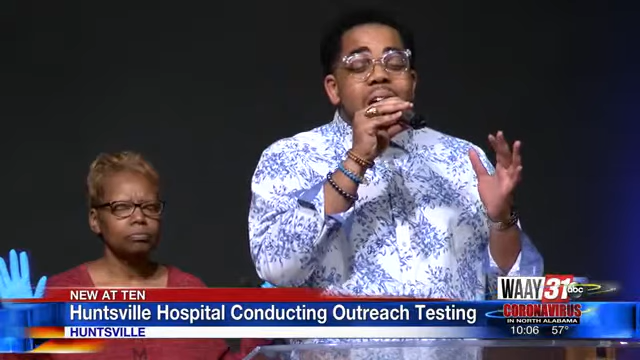 NEW AT TEN
Huntsville Hospital Conducting Outreach Testing
HUNTSVILLE
WAAY 31 abc
CORONAVIRUS
IN NORTH ALABAMA
10:06 57°